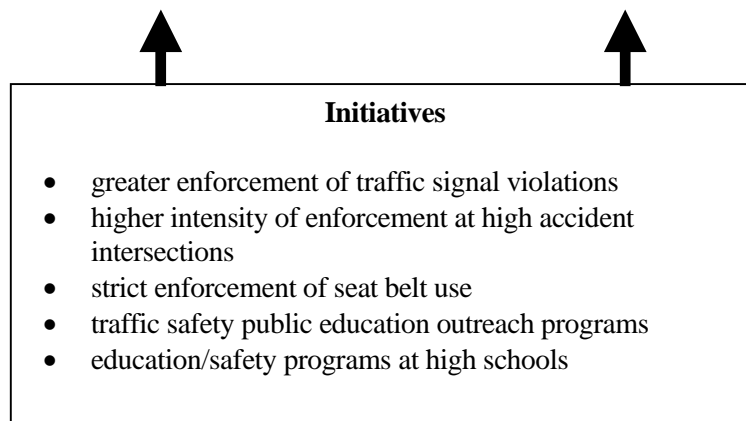 Initiatives
• greater enforcement of traffic signal violations
• higher intensity of enforcement at high accident
intersections
• strict enforcement of seat belt use
• traffic safety public education outreach programs
• education/safety programs at high schools